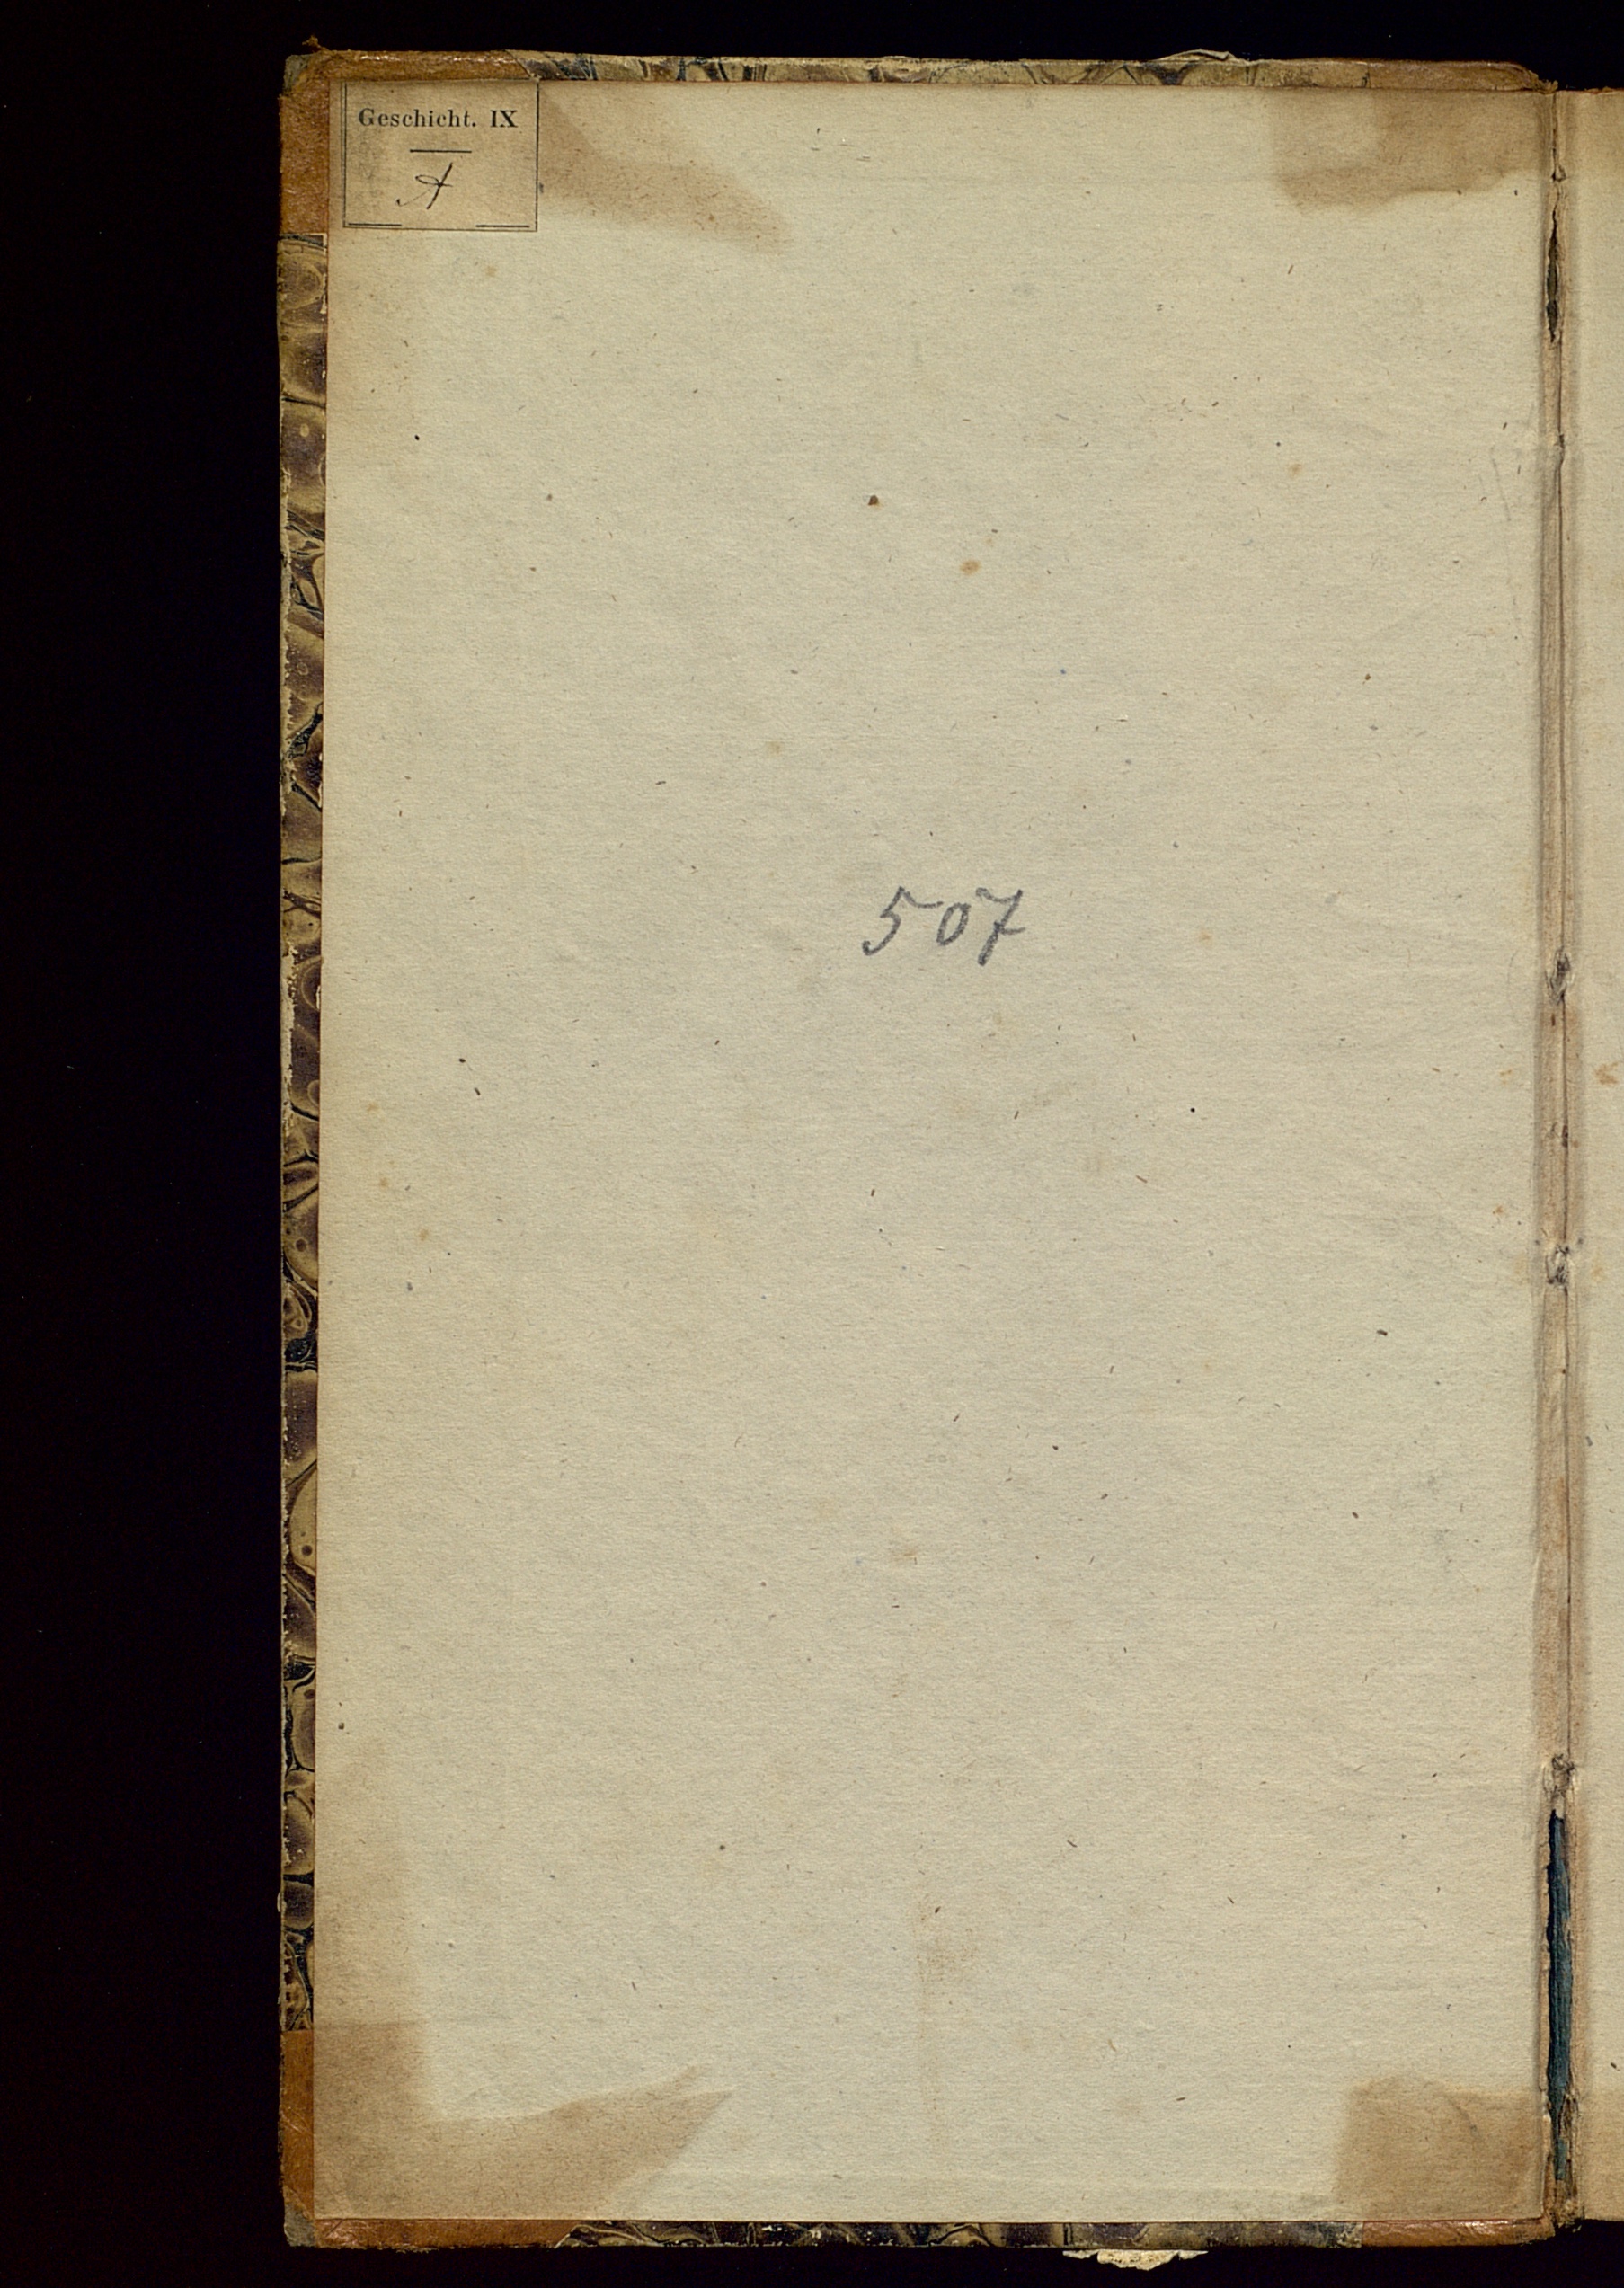 Geschicht. IX
A
507